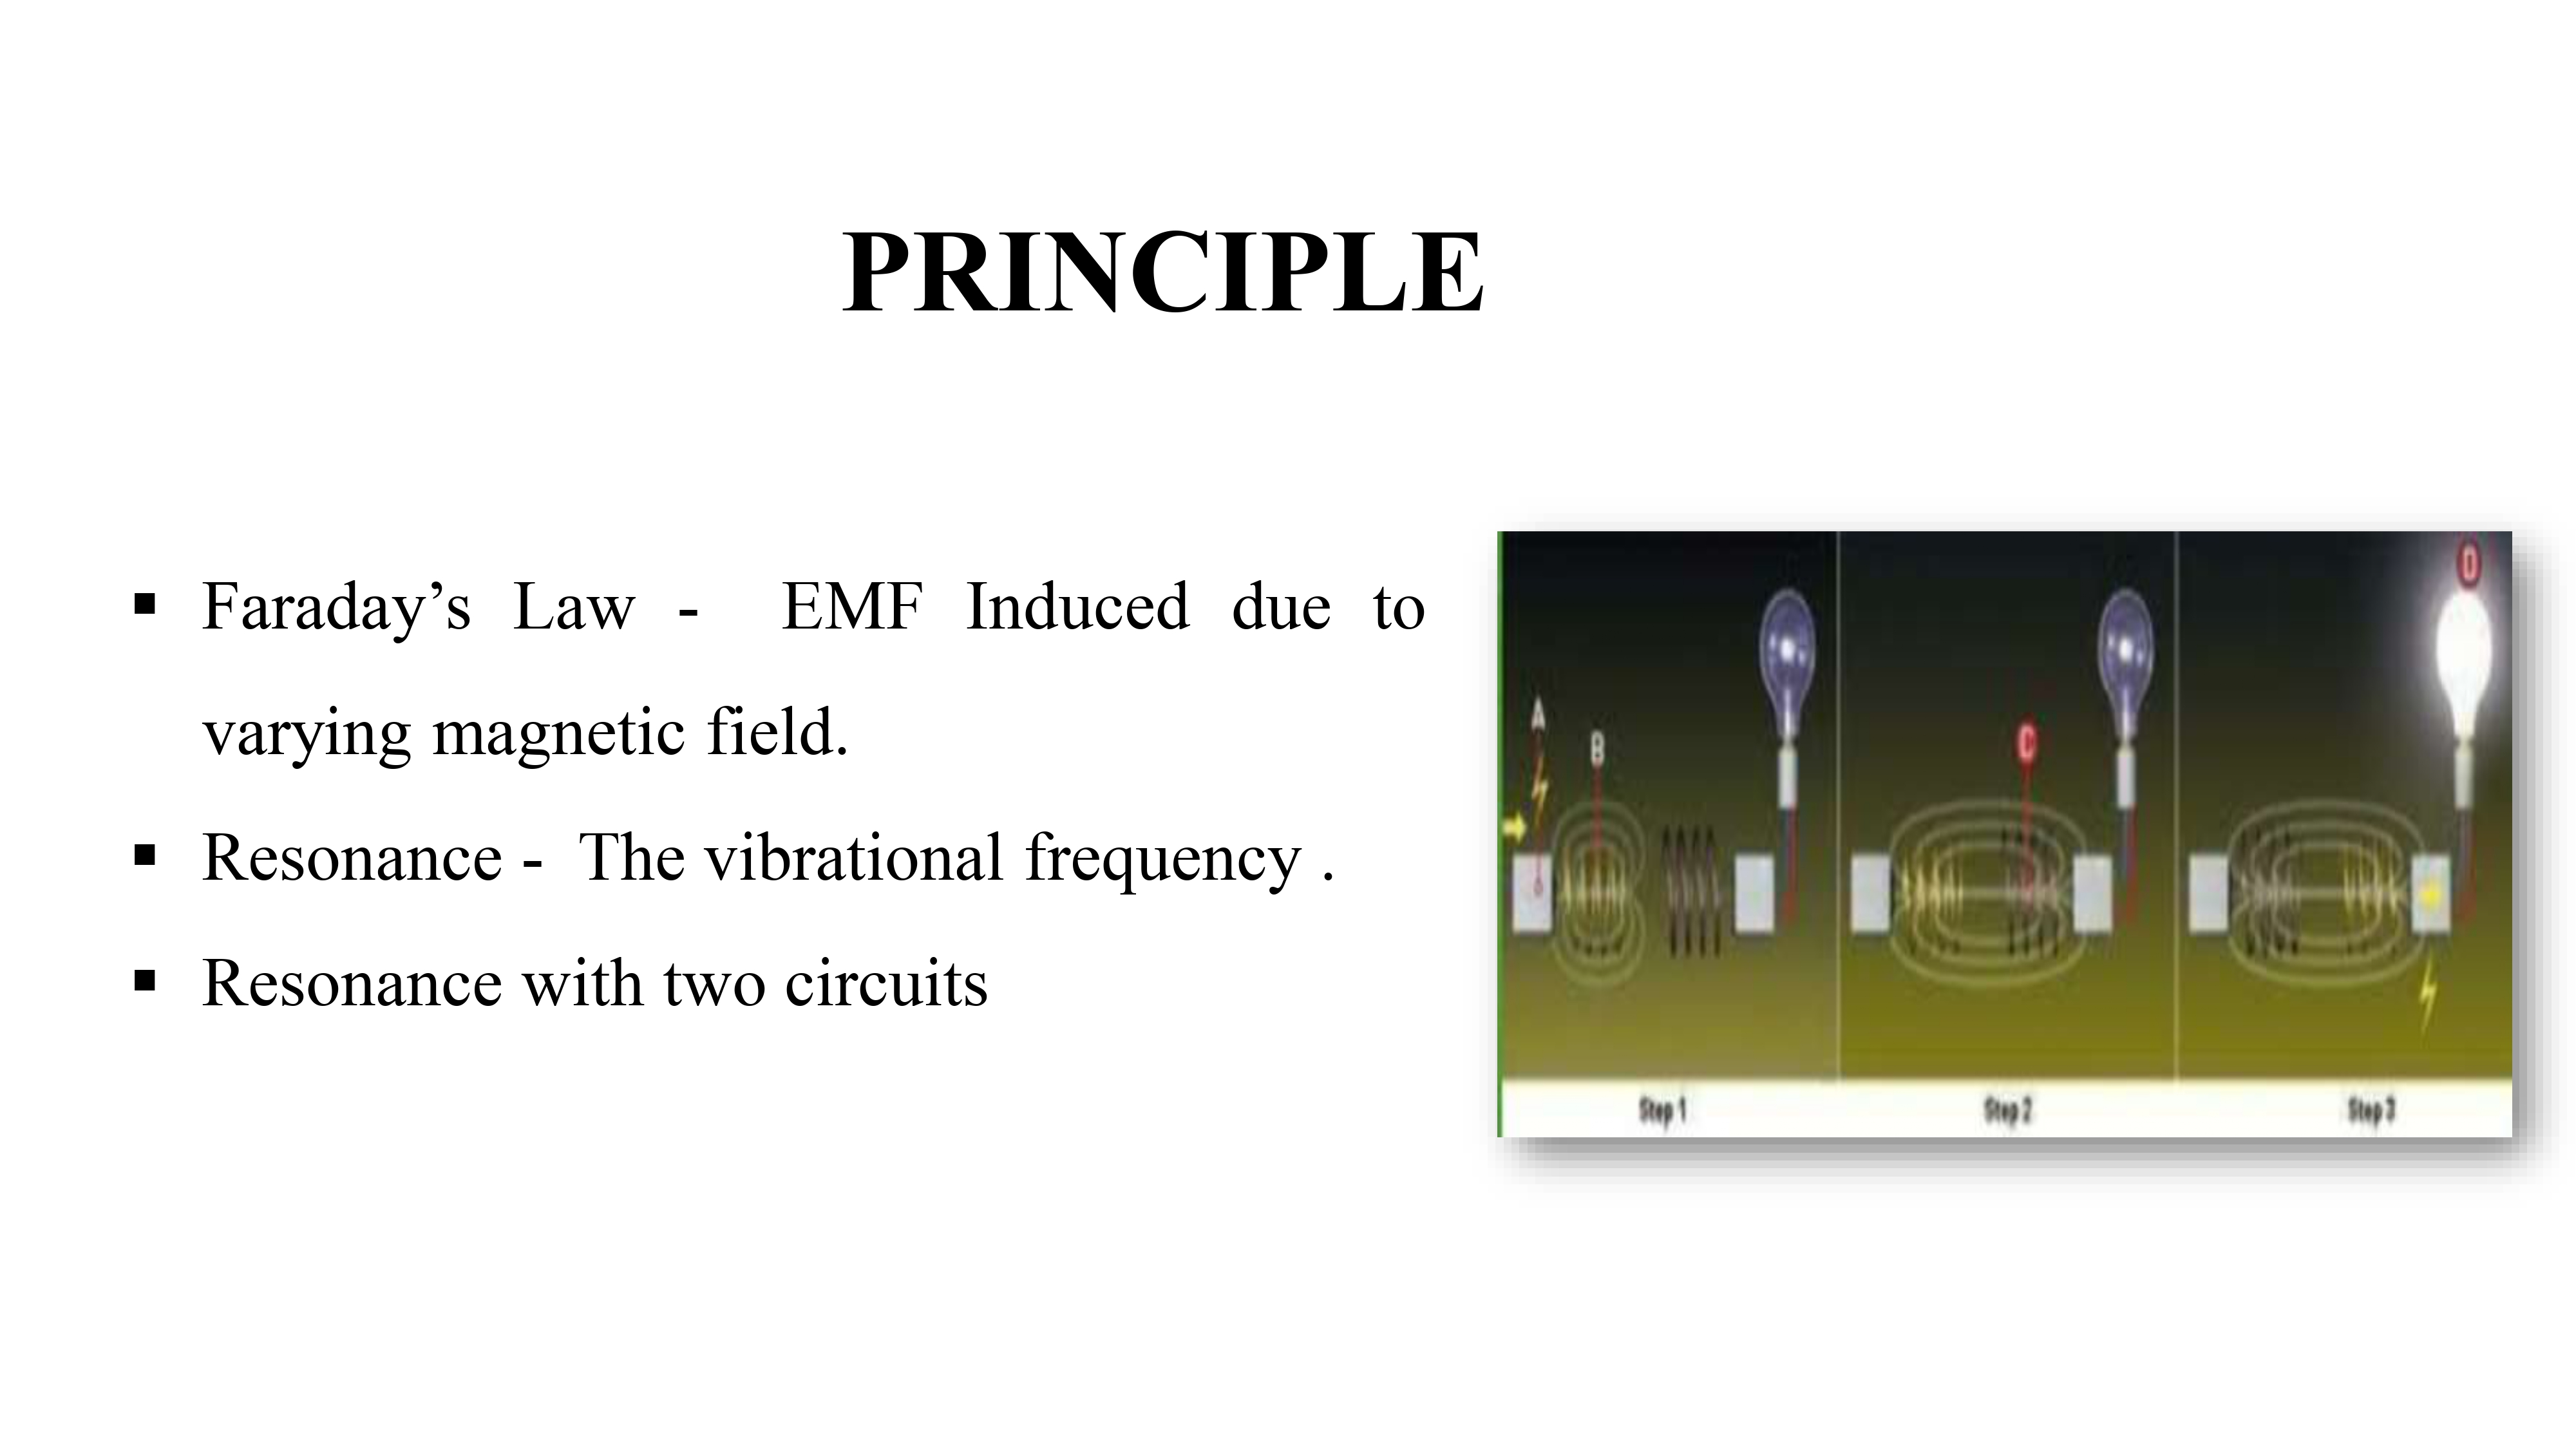 PRINCIPLE
▪ Faraday’s Law - EMF Induced due to
varying magnetic field.
▪ Resonance - The vibrational frequency .
▪ Resonance with two circuits
A
B
C
D
Step 1
Step 2
Step 3